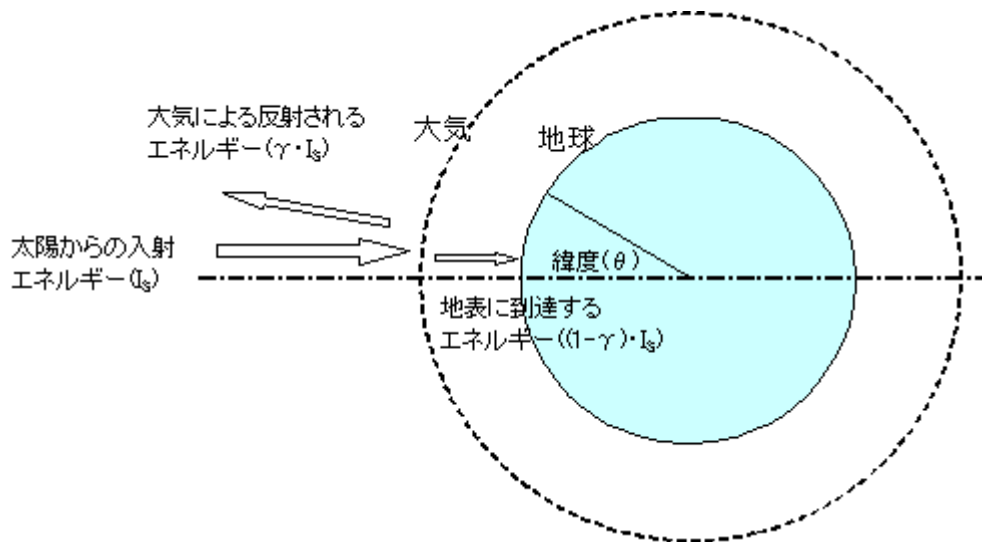 大気による反射される
エネルギー(γ・Is)
大気
地球
太陽からの入射
エネルギー(Is)
緯度(θ)
地表に到達する
エネルギー((1-γ)・Is)